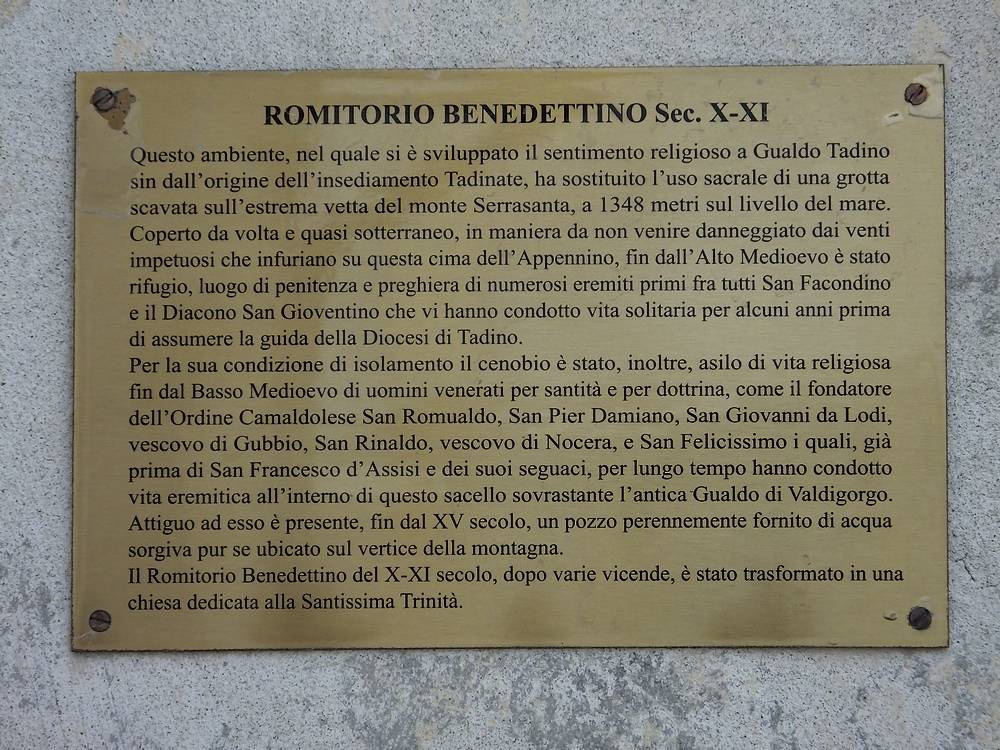 ROMITORIO BENEDETTINO Sec. X-XI
Questo ambiente, nel quale si è sviluppato il sentimento religioso a Gualdo Tadino
sin dall'origine dell'insediamento Tadinate, ha sostituito l'uso sacrale di una grotta
scavata sull'estrema vetta del monte Serrasanta, a 1348 metri sul livello del mare.
Coperto da volta e quasi sotterraneo, in maniera da non venire danneggiato dai venti
impetuosi che infuriano su questa cima dell'Appennino, fin dall'Alto Medioevo è stato
rifugio, luogo di penitenza e preghiera di numerosi eremiti primi fra tutti San Facondino
e il Diacono San Gioventino che vi hanno condotto vita solitaria per alcuni anni prima
di assumere la guida della Diocesi di Tadino.
Per la sua condizione di isolamento il cenobio è stato, inoltre, asilo di vita religiosa
fin dal Basso Medioevo di uomini venerati per santità e per dottrina, come il fondatore
dell'Ordine Camaldolese San Romualdo, San Pier Damiano, San Giovanni da Lodi,
vescovo di Gubbio, San Rinaldo, vescovo di Nocera, e San Felicissimo i quali, già
prima di San Francesco d'Assisi e dei suoi seguaci, per lungo tempo hanno condotto
vita eremitica all'interno di questo sacello sovrastante l'antica Gualdo di Valdigorgo.
Attiguo ad esso è presente, fin dal XV secolo, un pozzo perennemente fornito di acqua
sorgiva pur se ubicato sul vertice della montagna.
Il Romitorio Benedettino del X-XI secolo, dopo varie vicende, è stato trasformato in una
chiesa dedicata alla Santissima Trinità.